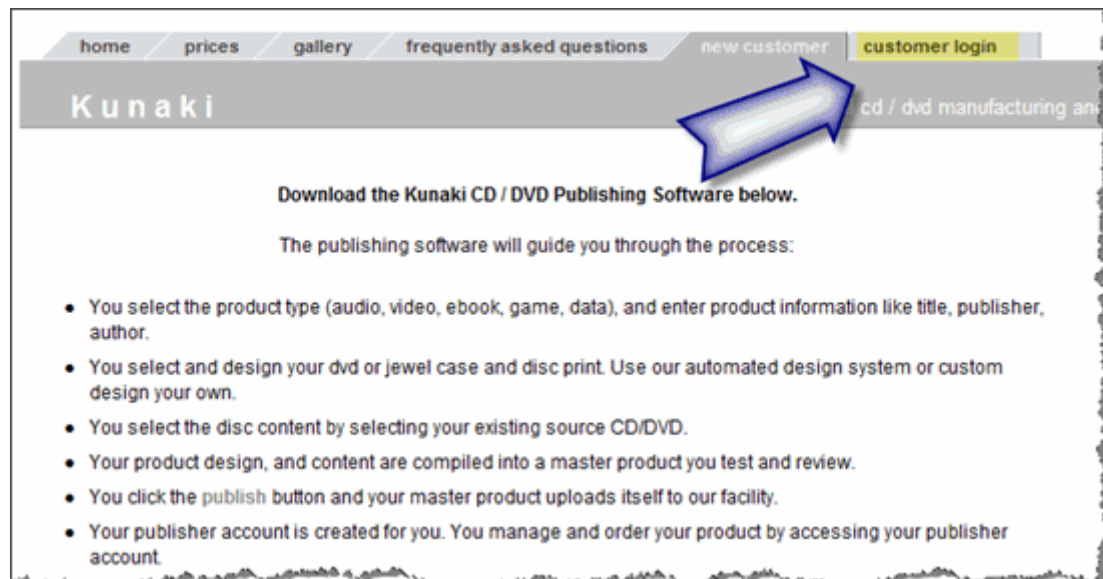 home prices gallery frequently asked questions new customer customer login
Kunaki
cd / dvd manufacturing
Download the Kunaki CD / DVD Publishing Software below.
The publishing software will guide you through the process:
• You select the product type (audio, video, ebook, game, data), and enter product information like title, publisher,
author.
• You select and design your dvd or jewel case and disc print. Use our automated design system or custom
design your own.
• You select the disc content by selecting your existing source CD/DVD.
• Your product design, and content are compiled into a master product you test and review.
• You click the publish button and your master product uploads itself to our facility.
• Your publisher account is created for you. You manage and order your product by accessing your publisher
account.